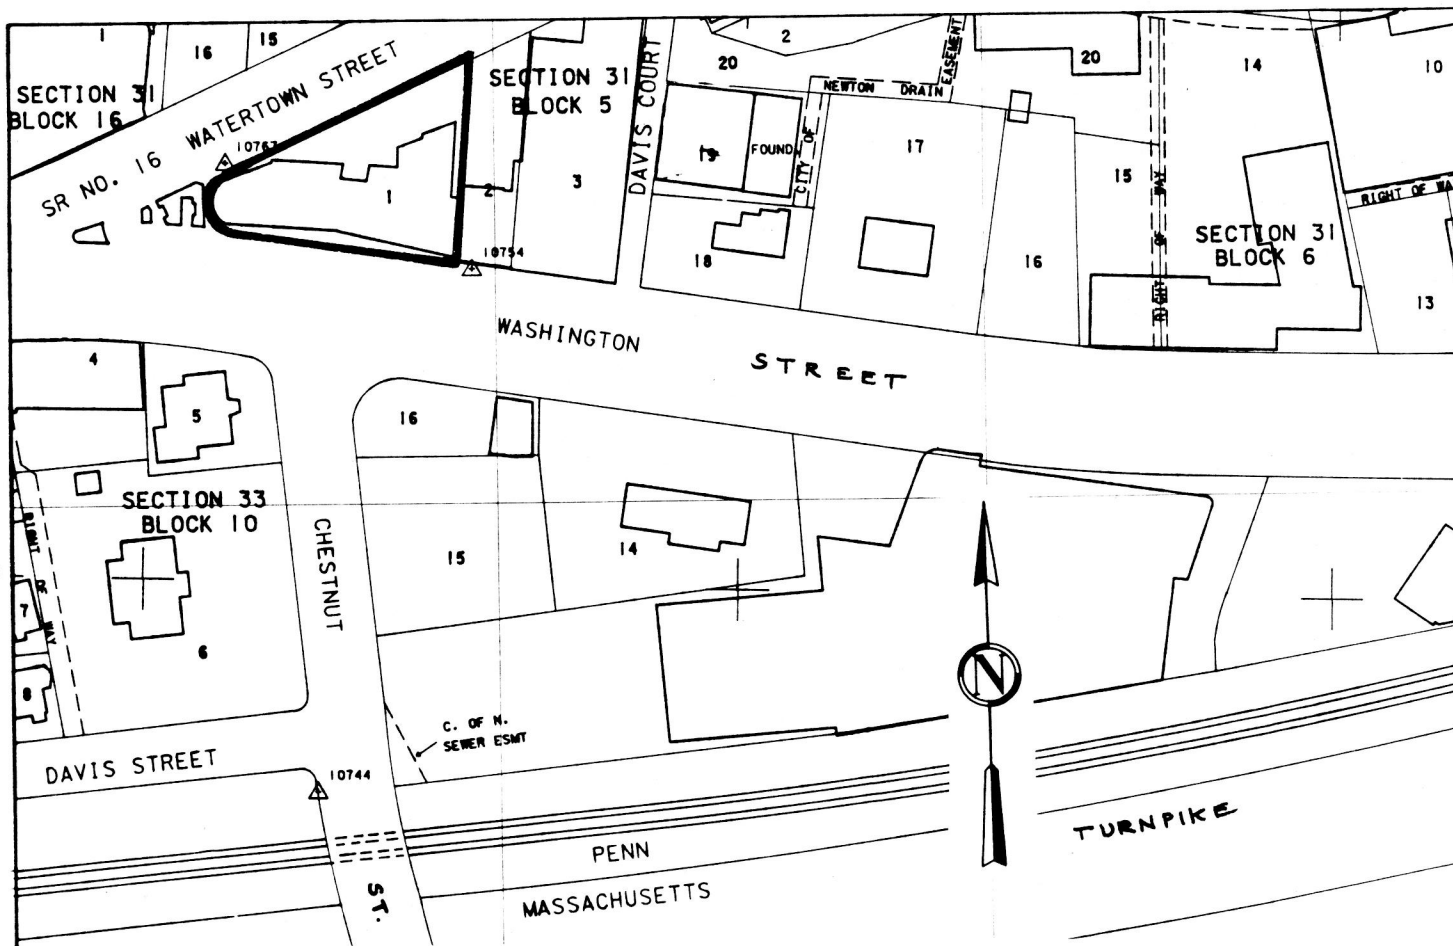 1
16
15
SECTION 31
BLOCK 16
SR NO. 16 WATERTOWN STREET
10767
1
SECTION 31
BLOCK 5
2
3
10754
DAVIS COURT
2
20
NEWTON DRAIN
EASEMENT
CITY OF
19
FOUND
18
17
16
20
15
14
RIGHT OF WAY
SECTION 31
BLOCK 6
10
RIGHT OF WA
13
WASHINGTON
STREET
4
5
16
SECTION 33
BLOCK 10
RIGHT OF WAY
7
8
6
CHESTNUT
15
14
N
C. OF N.
SEWER ESMT
DAVIS STREET
10744
ST.
PENN
MASSACHUSETTS
TURNPIKE